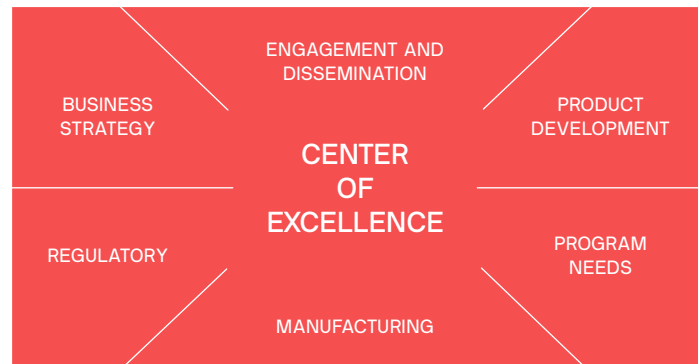 ENGAGEMENT AND
DISSEMINATION
BUSINESS
STRATEGY
PRODUCT
DEVELOPMENT
CENTER
OF
EXCELLENCE
REGULATORY
PROGRAM
NEEDS
MANUFACTURING